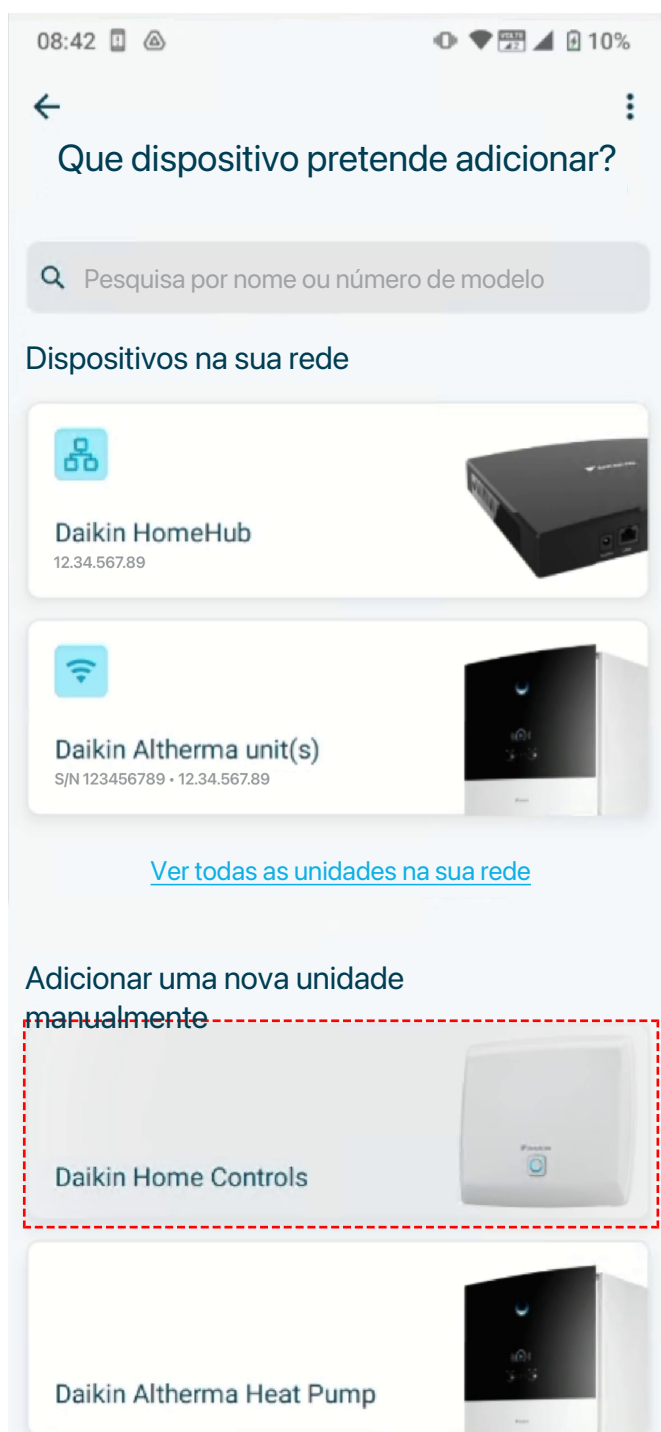 08:42
10%
Que dispositivo pretende adicionar?
Pesquisa por nome ou número de modelo
Dispositivos na sua rede
Daikin HomeHub
12.34.567.89
Daikin Altherma unit(s)
S/N 123456789 • 12.34.567.89
Ver todas as unidades na sua rede
Adicionar uma nova unidade
manualmente
Daikin Home Controls
Daikin Altherma Heat Pump